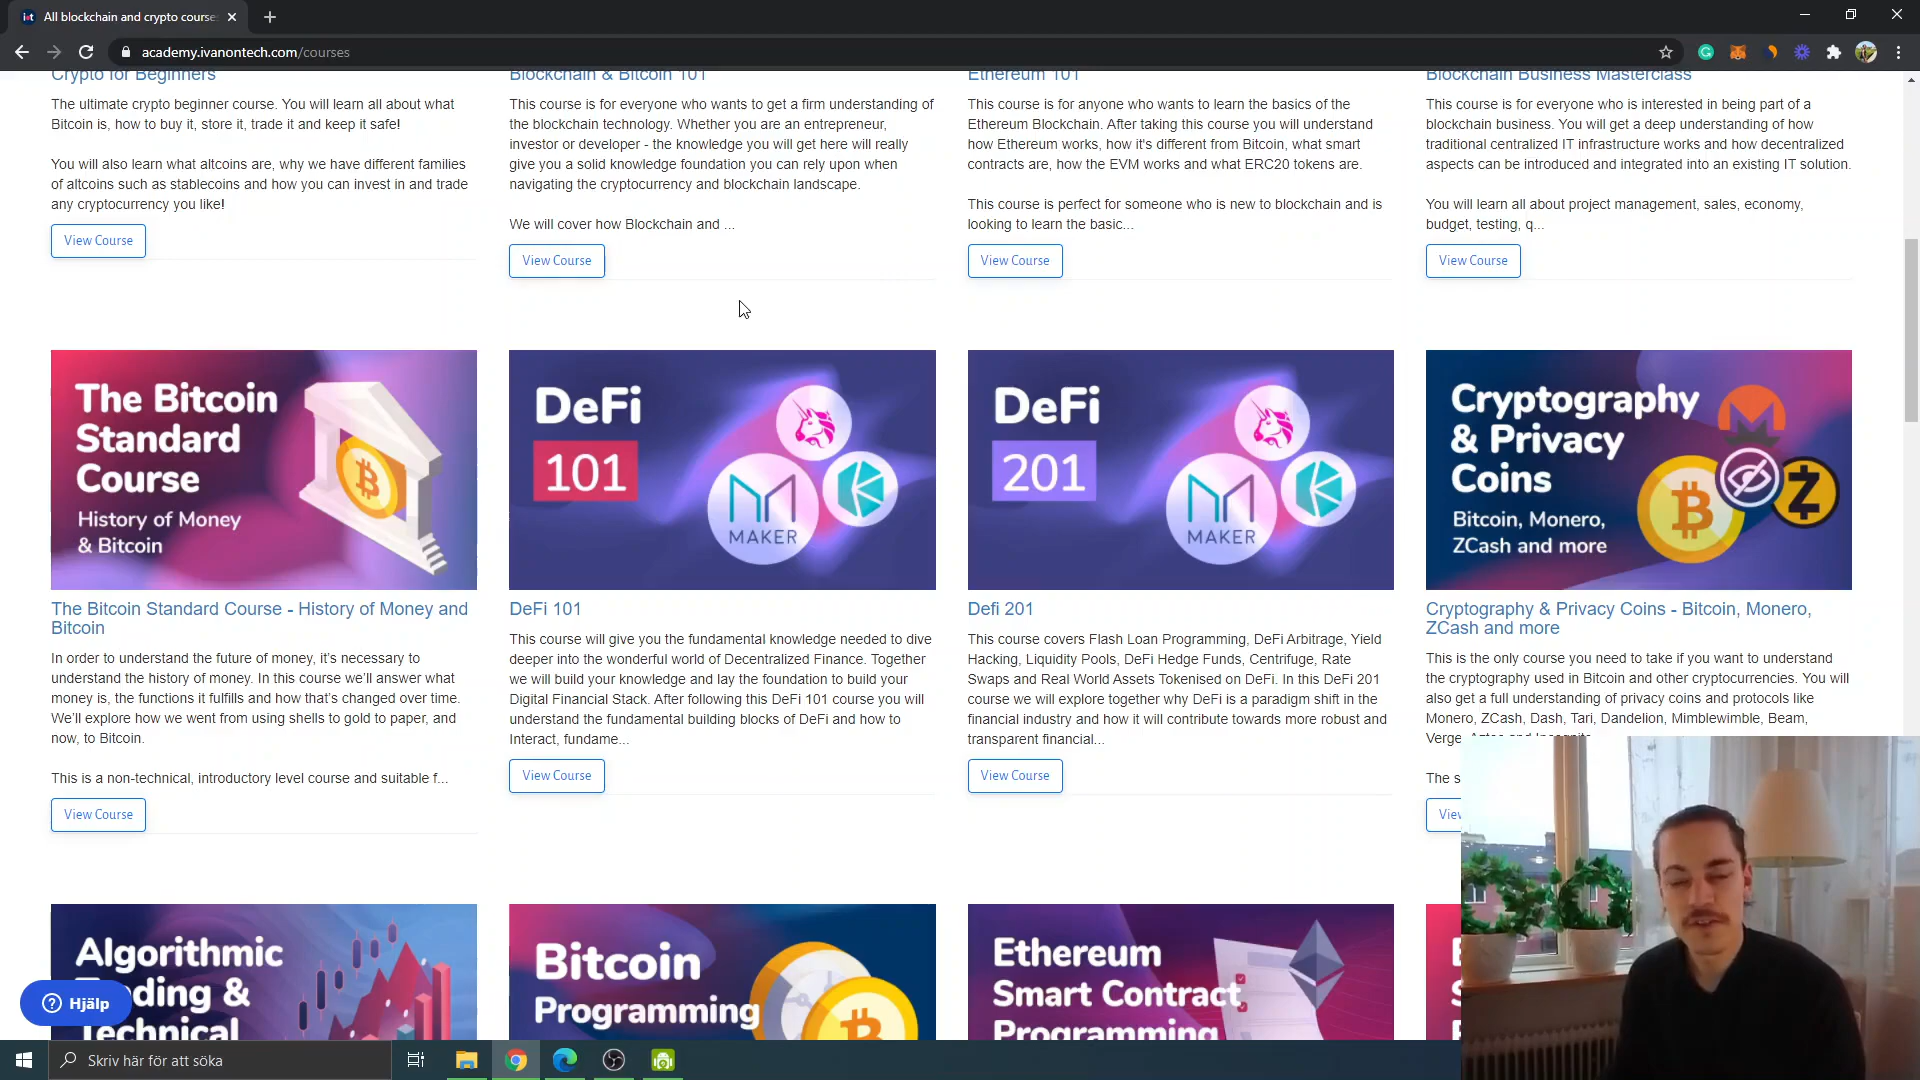 All blockchain and crypto course
academy.ivanontech.com/courses
Crypto for Beginners
The ultimate crypto beginner course. You will learn all about what
Bitcoin is, how to buy it, store it, trade it and keep it safe!
You will also learn what altcoins are, why we have different families
of altcoins such as stablecoins and how you can invest in and trade
any cryptocurrency you like!
View Course
Blockchain & Bitcoin 101
This course is for everyone who wants to get a firm understanding of
the blockchain technology. Whether you are an entrepreneur,
investor or developer - the knowledge you will get here will really
give you a solid knowledge foundation you can rely upon when
navigating the cryptocurrency and blockchain landscape.
We will cover how Blockchain and ...
View Course
Ethereum 101
This course is for anyone who wants to learn the basics of the
Ethereum Blockchain. After taking this course you will understand
how Ethereum works, how it's different from Bitcoin, what smart
contracts are, how the EVM works and what ERC20 tokens are.
This course is perfect for someone who is new to blockchain and is
looking to learn the basic...
View Course
Blockchain Business Masterclass
This course is for everyone who is interested in being part of a
blockchain business. You will get a deep understanding of how
traditional centralized IT infrastructure works and how decentralized
aspects can be introduced and integrated into an existing IT solution.
You will learn all about project management, sales, economy,
budget, testing, q...
View Course
The Bitcoin
Standard
Course
History of Money
& Bitcoin
The Bitcoin Standard Course - History of Money and
Bitcoin
In order to understand the future of money, it's necessary to
understand the history of money. In this course we'll answer what
money is, the functions it fulfills and how that's changed over time.
We'll explore how we went from using shells to gold to paper, and
now, to Bitcoin.
This is a non-technical, introductory level course and suitable f...
View Course
DeFi
101
MAKER
DeFi 101
This course will give you the fundamental knowledge needed to dive
deeper into the wonderful world of Decentralized Finance. Together
we will build your knowledge and lay the foundation to build your
Digital Financial Stack. After following this DeFi 101 course you will
understand the fundamental building blocks of DeFi and how to
Interact, fundame...
View Course
DeFi
201
MAKER
Defi 201
This course covers Flash Loan Programming, DeFi Arbitrage, Yield
Hacking, Liquidity Pools, DeFi Hedge Funds, Centrifuge, Rate
Swaps and Real World Assets Tokenised on DeFi. In this DeFi 201
course we will explore together why DeFi is a paradigm shift in the
financial industry and how it will contribute towards more robust and
transparent financial...
View Course
Cryptography
& Privacy
Coins
Bitcoin, Monero,
ZCash and more
Cryptography & Privacy Coins - Bitcoin, Monero,
ZCash and more
This is the only course you need to take if you want to understand
the cryptography used in Bitcoin and other cryptocurrencies. You will
also get a full understanding of privacy coins and protocols like
Monero, ZCash, Dash, Tari, Dandelion, Mimblewimble, Beam,
Verge,
The s
Algorithmic
Trading &
Technical
Bitcoin
Programming
Ethereum
Smart Contract
Programming
Hjälp
Skriv här för att söka